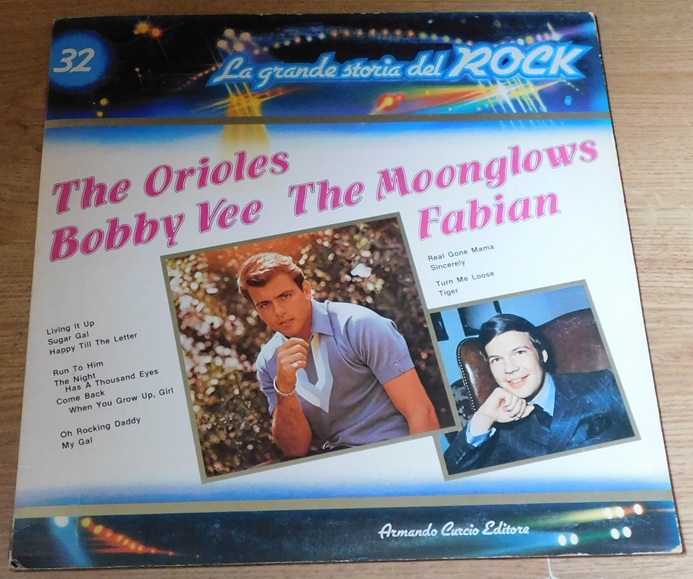 32
La grande storia del ROCK
The Orioles
Bobby Vee The Moonglows
Fabian
Real Gone Mama
Sincerely
Turn Me Loose
Tiger
Living It Up
Sugar Gal
Happy Till The Letter
Run To Him
The Night
Has A Thousand Eyes
Come Back
When You Grow Up, Girl
Oh Rocking Daddy
My Gal
Armando Curcio Editore